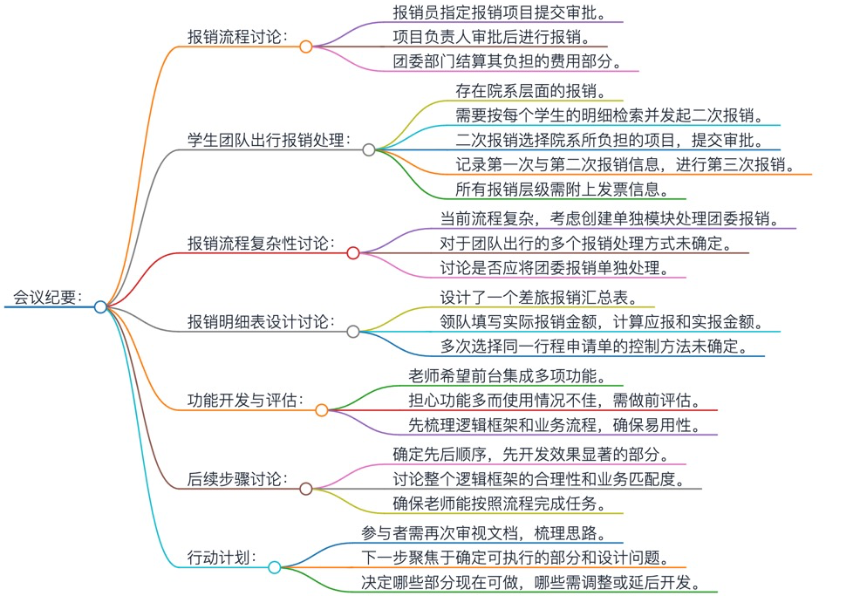 会议纪要：
报销流程讨论：
报销员指定报销项目提交审批。
项目负责人审批后进行报销。
团委部门结算其负担的费用部分。
学生团队出行报销处理：
存在院系层面的报销。
需要按每个学生的明细检索并发起二次报销。
二次报销选择院系所负担的项目，提交审批。
记录第一次与第二次报销信息，进行第三次报销。
所有报销层级需附上发票信息。
报销流程复杂性讨论：
当前流程复杂，考虑创建单独模块处理团委报销。
对于团队出行的多个报销处理方式未确定。
讨论是否应将团委报销单独处理。
报销明细表设计讨论：
设计了一个差旅报销汇总表。
领队填写实际报销金额，计算应报和实报金额。
多次选择同一行程申请单的控制方法未确定。
功能开发与评估：
老师希望前台集成多项功能。
担心功能多而使用情况不佳，需做前评估。
先梳理逻辑框架和业务流程，确保易用性。
后续步骤讨论：
确定先后顺序，先开发效果显著的部分。
讨论整个逻辑框架的合理性和业务匹配度。
确保老师能按照流程完成任务。
行动计划：
参与者需再次审视文档，梳理思路。
下一步聚焦于确定可执行的部分和设计问题。
决定哪些部分现在可做，哪些需调整或延后开发。